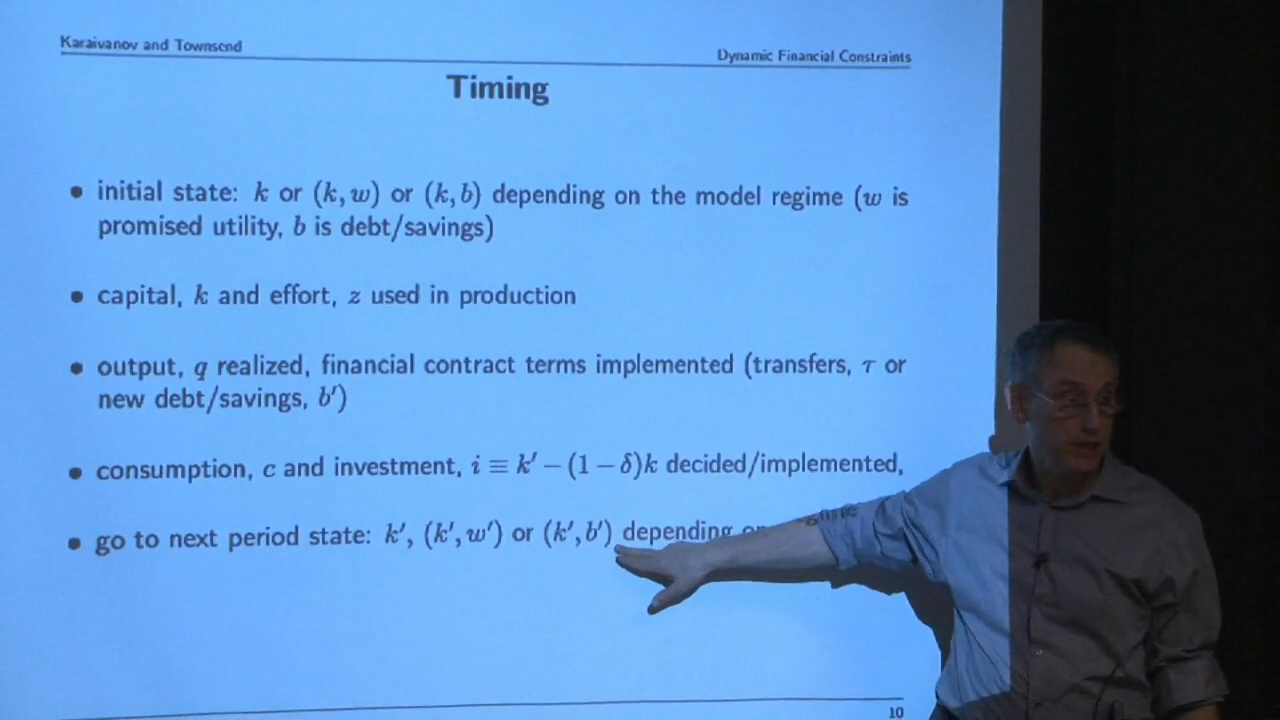 Karaivanov and Townsend
Dynamic Financial Constraints
Timing
• initial state: k or (k, w) or (k, b) depending on the model regime (w is
promised utility, b is debt/savings)
• capital, k and effort, z used in production
• output, q realized, financial contract terms implemented (transfers, τ or
new debt/savings, b′)
• consumption, c and investment, i ≡ k′ − (1 − δ)k decided/implemented,
• go to next period state: k′, (k′, w′) or (k′, b′) depending
10